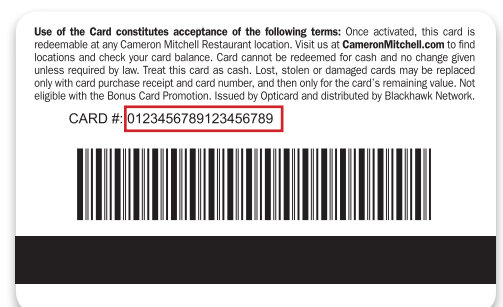 Use of the Card constitutes acceptance of the following terms: Once activated, this card is
redeemable at any Cameron Mitchell Restaurant location. Visit us at CameronMitchell.com to find
locations and check your card balance. Card cannot be redeemed for cash and no change given
unless required by law. Treat this card as cash. Lost, stolen or damaged cards may be replaced
only with card purchase receipt and card number, and then only for the card's remaining value. Not
eligible with the Bonus Card Promotion. Issued by Opticard and distributed by Blackhawk Network.
CARD #: 0123456789123456789